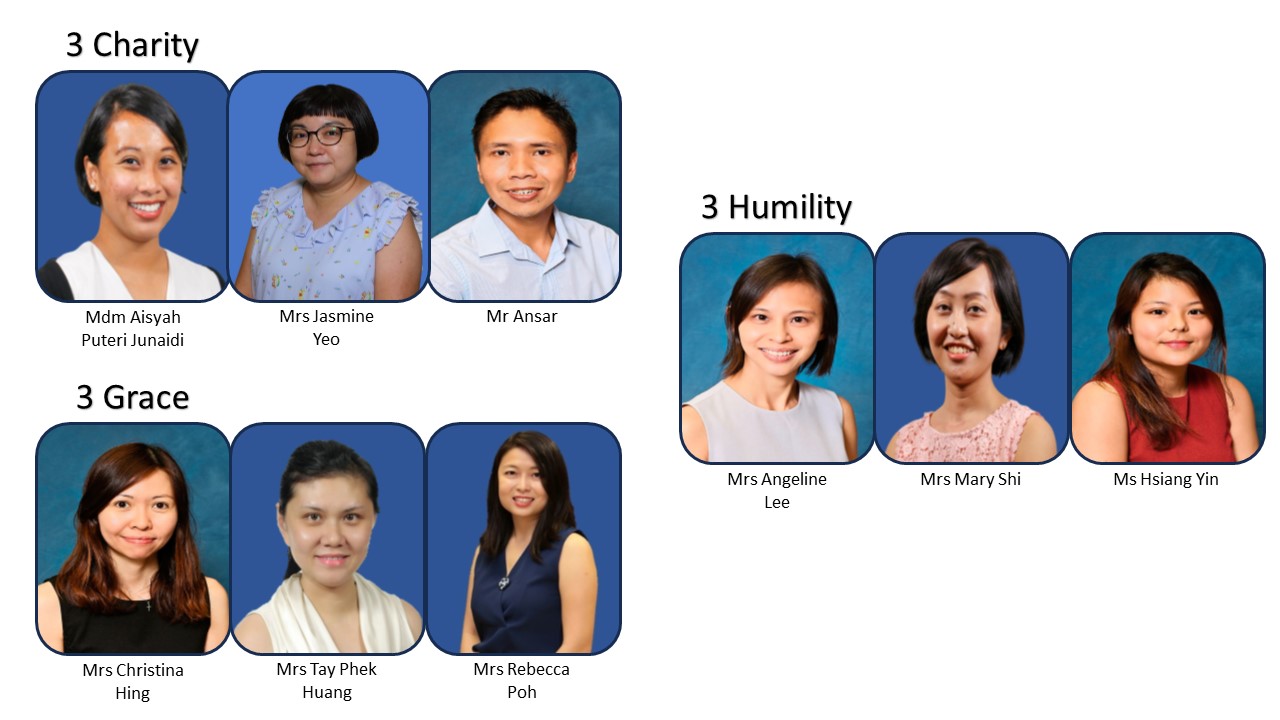 3 Charity
Mdm Aisyah
Puteri Junaidi
Mrs Jasmine
Yeo
Mr Ansar
3 Grace
Mrs Christina
Hing
Mrs Tay Phek
Huang
Mrs Rebecca
Poh
3 Humility
Mrs Angeline
Lee
Mrs Mary Shi
Ms Hsiang Yin